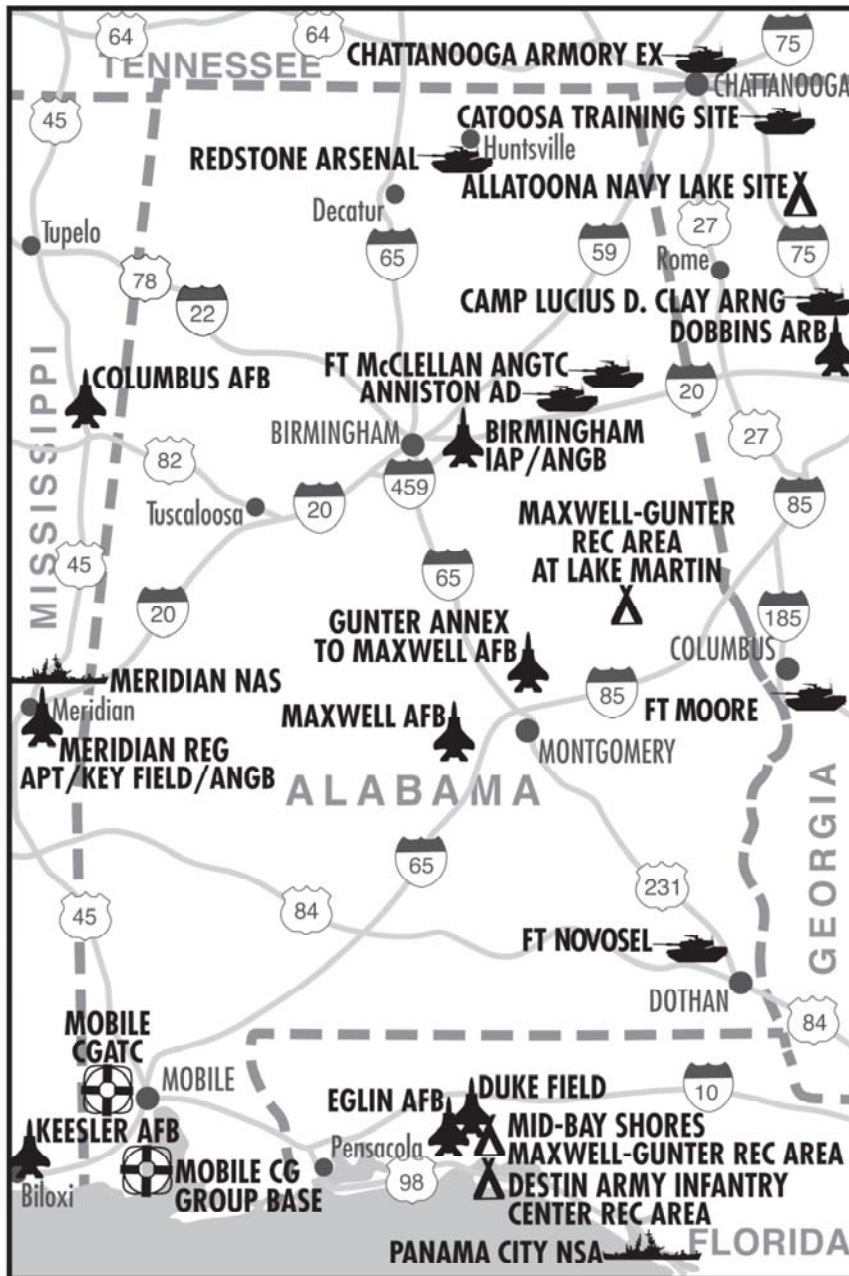 64
64
CHATTANOOGA ARMORY EX
75
TENNESSEE
CHATTANOOGA
45
CATOOSA TRAINING SITE
Huntsville
REDSTONE ARSENAL
ALLATOONA NAVY LAKE SITE
Decatur
27
Tupelo
65
59
75
Rome
78
22
CAMP LUCIUS D. CLAY ARNG
DOBBINS ARB
MISSISSIPPI
COLUMBUS AFB
FT McCLELLAN ANGTC
ANNISTON AD
20
BIRMINGHAM
BIRMINGHAM
IAP/ANGB
27
82
459
Tuscaloosa
20
85
MAXWELL-GUNTER
REC AREA
AT LAKE MARTIN
45
65
20
185
GUNTER ANNEX
TO MAXWELL AFB
COLUMBUS
MERIDIAN NAS
85
Meridian
MAXWELL AFB
FT MOORE
MERIDIAN REG
APT/KEY FIELD/ANGB
MONTGOMERY
ALABAMA
GEORGIA
65
231
45
84
FT NOVOSEL
DOTHAN
84
MOBILE
CGATC
MOBILE
10
DUKE FIELD
EGLIN AFB
KEESLER AFB
MID-BAY SHORES
MAXWELL-GUNTER REC AREA
Pensacola
MOBILE CG
GROUP BASE
98
Biloxi
DESTIN ARMY INFANTRY
CENTER REC AREA
PANAMA CITY NSA
FLORIDA